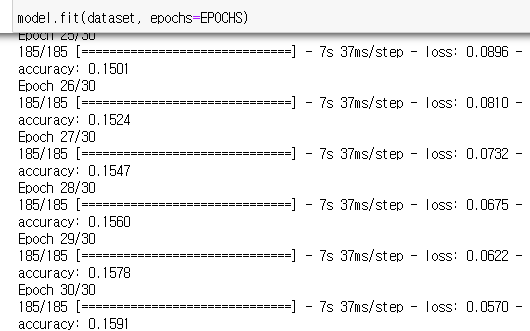 model.fit(dataset, epochs=EPOCHS)
Epoch 25/30
185/185 [==============================] - 7s 37ms/step - loss: 0.0896 -
accuracy: 0.1501
Epoch 26/30
185/185 [==============================] - 7s 37ms/step - loss: 0.0810 -
accuracy: 0.1524
Epoch 27/30
185/185 [==============================] - 7s 37ms/step - loss: 0.0732 -
accuracy: 0.1547
Epoch 28/30
185/185 [==============================] - 7s 37ms/step - loss: 0.0675 -
accuracy: 0.1560
Epoch 29/30
185/185 [==============================] - 7s 37ms/step - loss: 0.0622 -
accuracy: 0.1578
Epoch 30/30
185/185 [==============================] - 7s 37ms/step - loss: 0.0570 -
accuracy: 0.1591